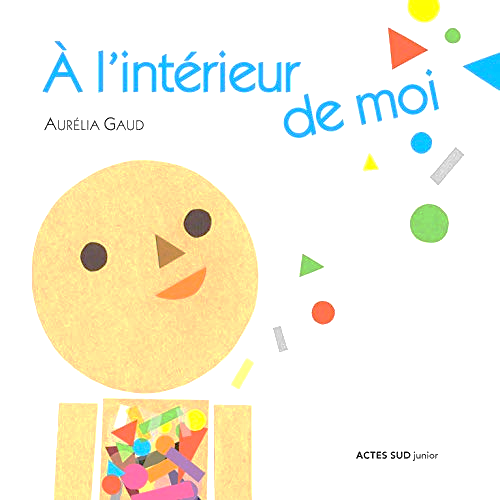 À l'intérieur
de moi
AURÉLIA GAUD
ACTES SUD junior